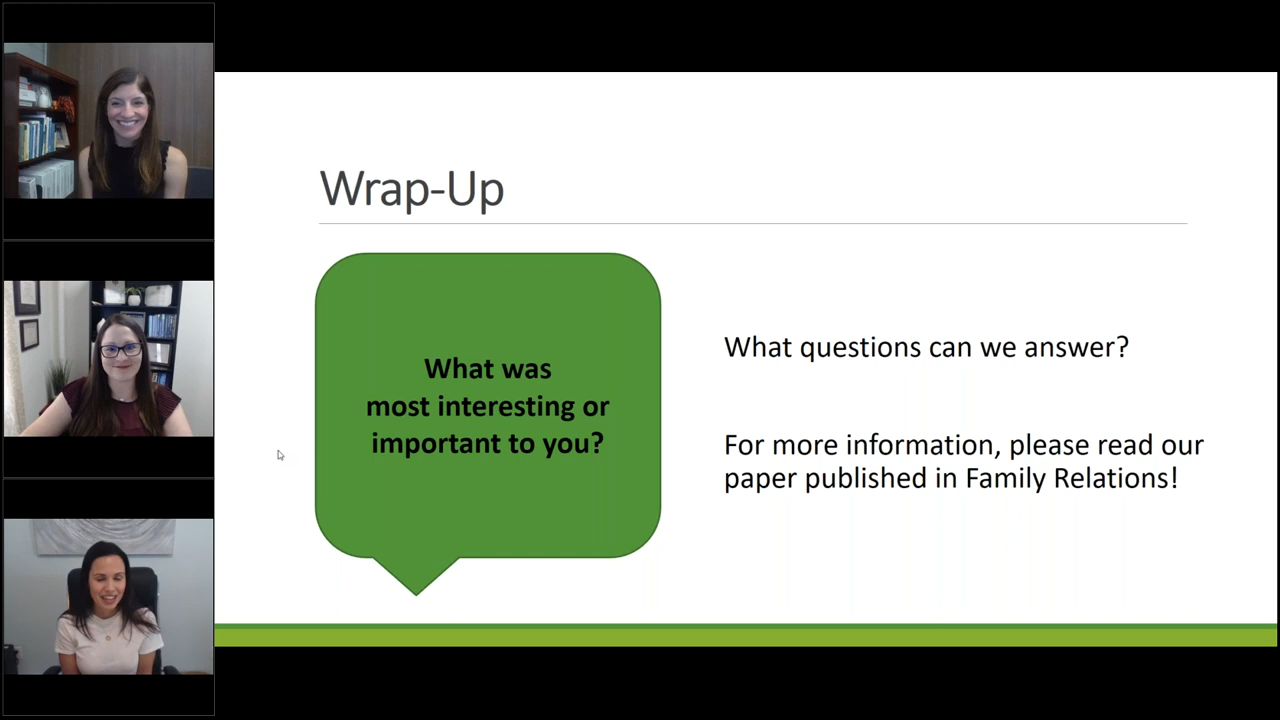 Wrap-Up
What was
most interesting or
important to you?
What questions can we answer?
For more information, please read our
paper published in Family Relations!